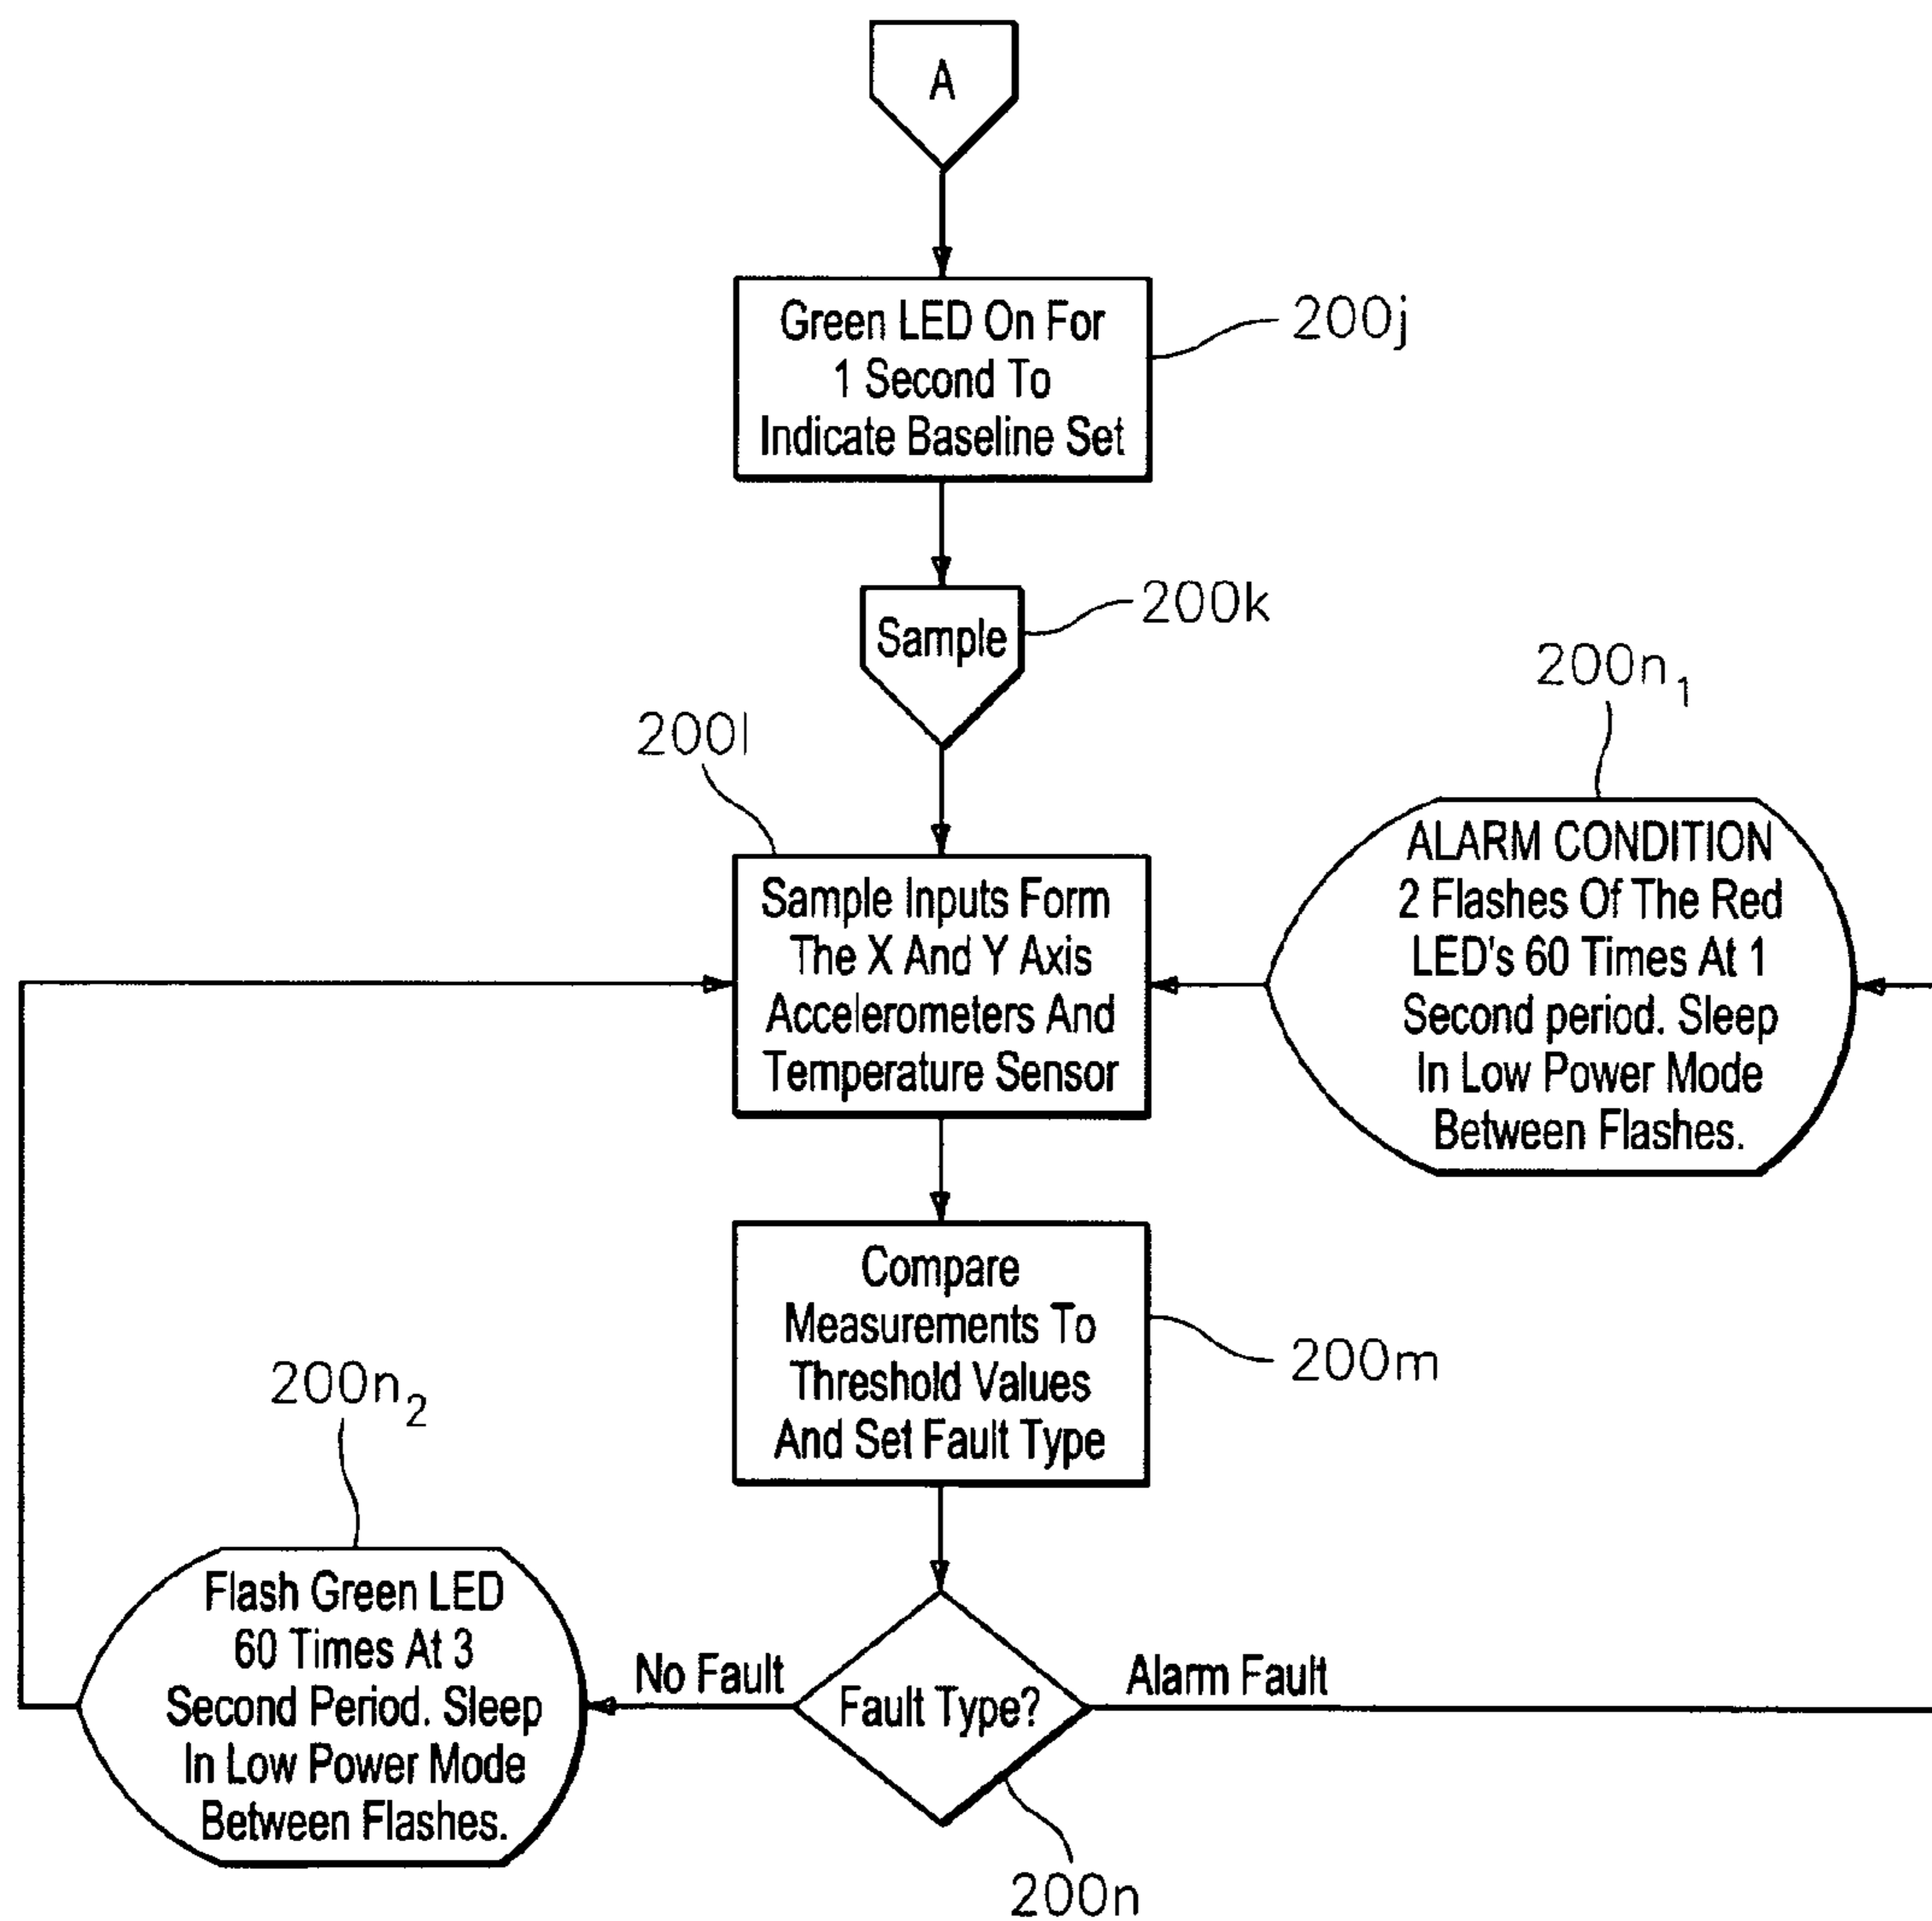 A
Green LED On For
1 Second To
Indicate Baseline Set
200j
Sample
200k
200l
Sample Inputs Form
The X And Y Axis
Accelerometers And
Temperature Sensor
200n1
ALARM CONDITION
2 Flashes Of The Red
LED's 60 Times At 1
Second period. Sleep
In Low Power Mode
Between Flashes.
Compare
Measurements To
Threshold Values
And Set Fault Type
200m
200n2
Flash Green LED
60 Times At 3
Second Period. Sleep
In Low Power Mode
Between Flashes.
No Fault
Fault Type?
Alarm Fault
200n